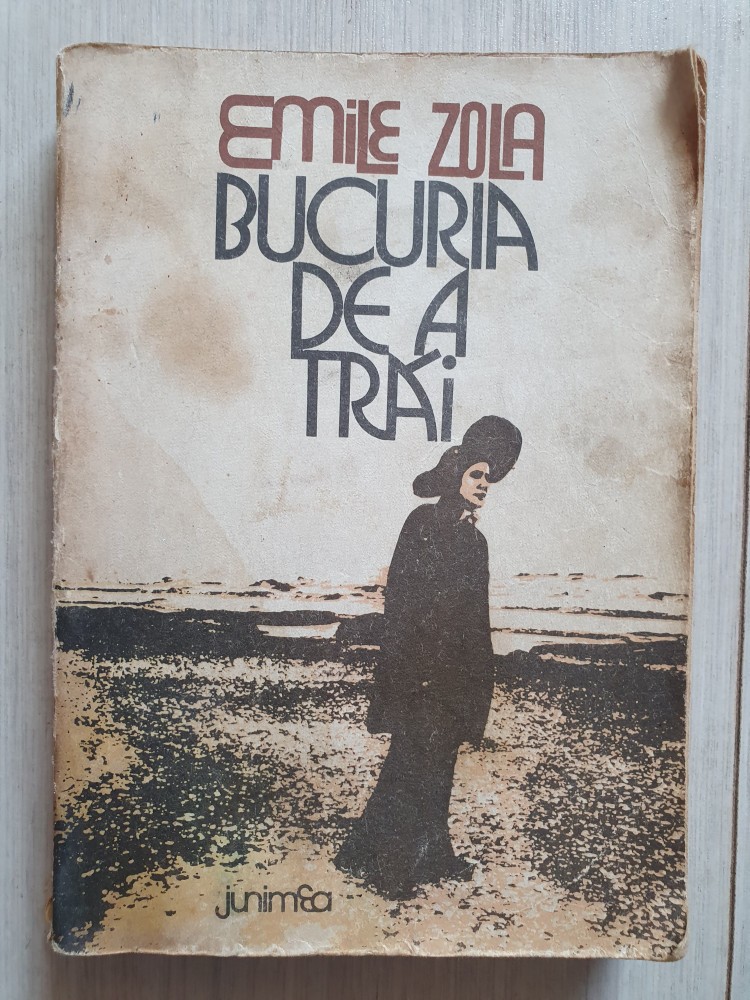 EMILE ZOLA
BUCURIA
DE A
TRĂI
junimea